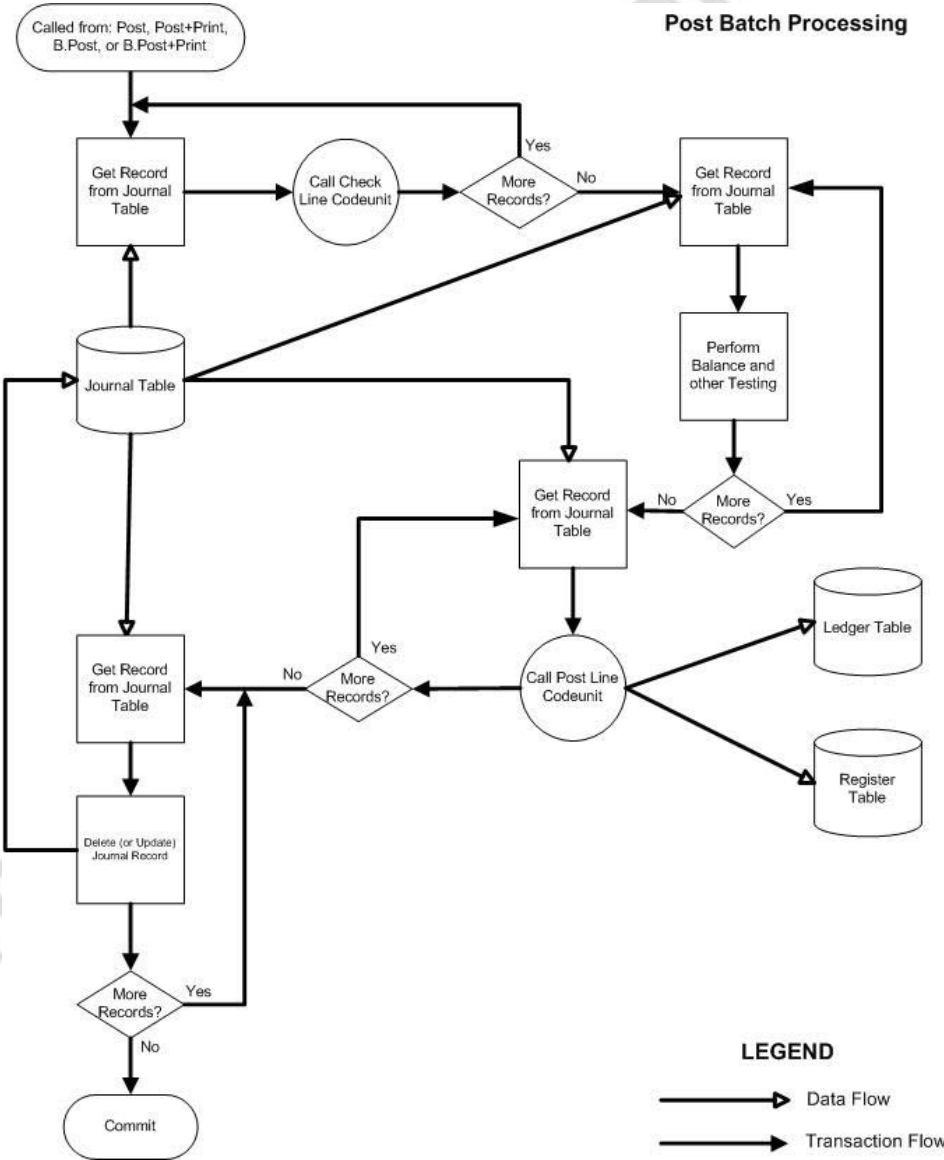 Post Batch Processing
Called from: Post, Post+Print,
B.Post, or B.Post+Print
Get Record
from Journal
Table
Call Check
Line Codeunit
More
Records?
Yes
No
Get Record
from Journal
Table
Journal Table
Perform
Balance and
other Testing
More
Records?
No
Yes
Get Record
from Journal
Table
Call Post Line
Codeunit
Ledger Table
Register
Table
More
Records?
Yes
No
Get Record
from Journal
Table
Delete (or Update)
Journal Record
More
Records?
Yes
No
Commit
LEGEND
Data Flow
Transaction Flow